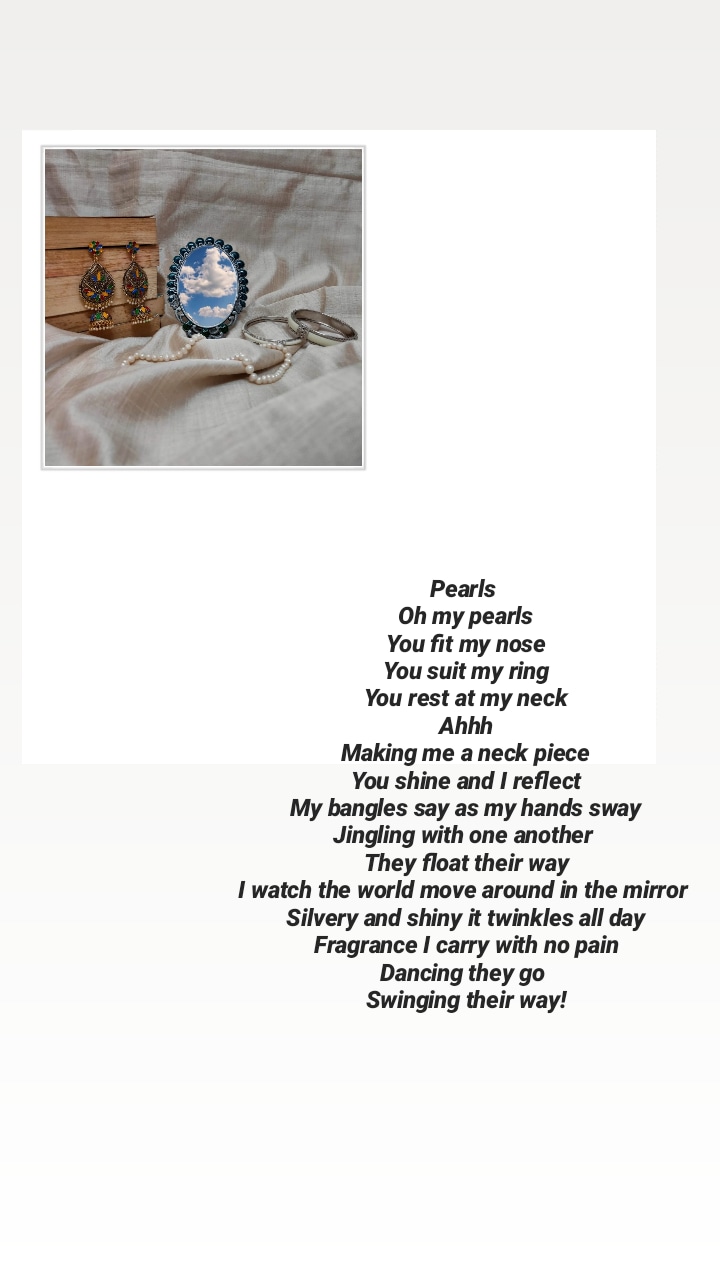 Pearls
Oh my pearls
You fit my nose
You suit my ring
You rest at my neck
Ahhh
Making me a neck piece
You shine and I reflect
My bangles say as my hands sway
Jingling with one another
They float their way
I watch the world move around in the mirror
Silvery and shiny it twinkles all day
Fragrance I carry with no pain
Dancing they go
Swinging their way!